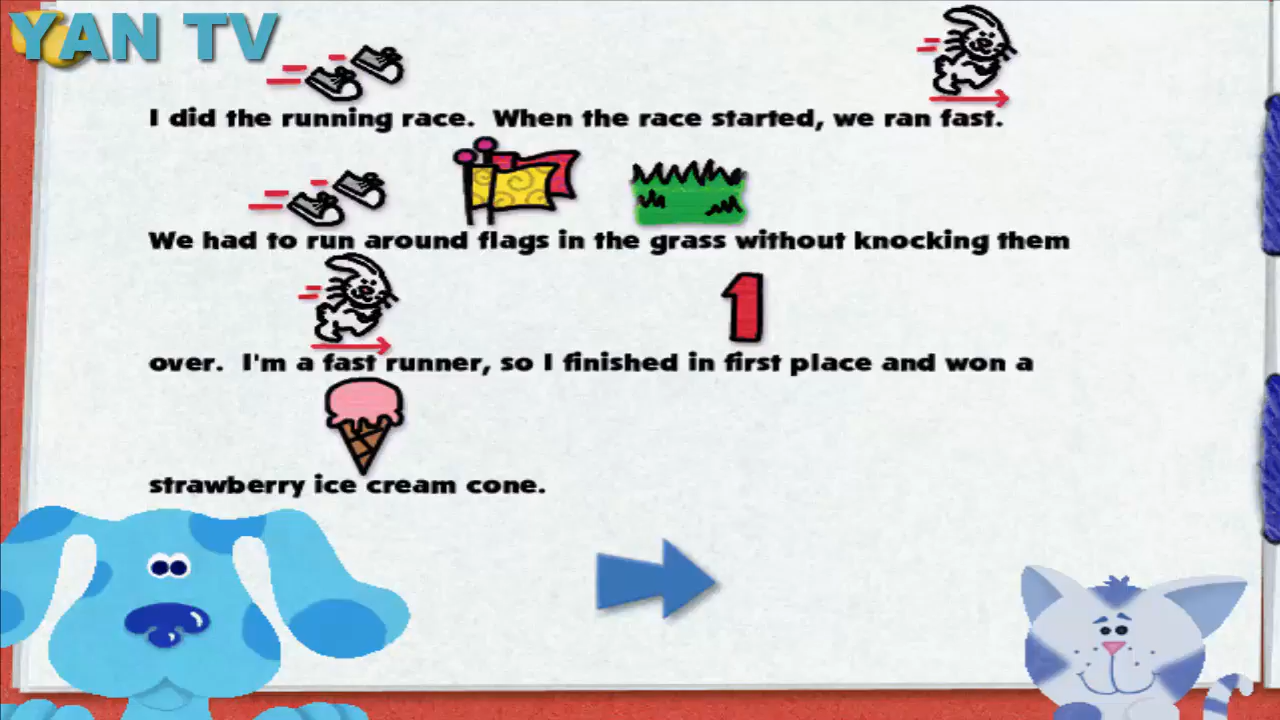 YAN TV
I did the running race. When the race started, we ran fast.
We had to run around flags in the grass without knocking them
1
over. I'm a fast runner, so I finished in first place and won a
strawberry ice cream cone.